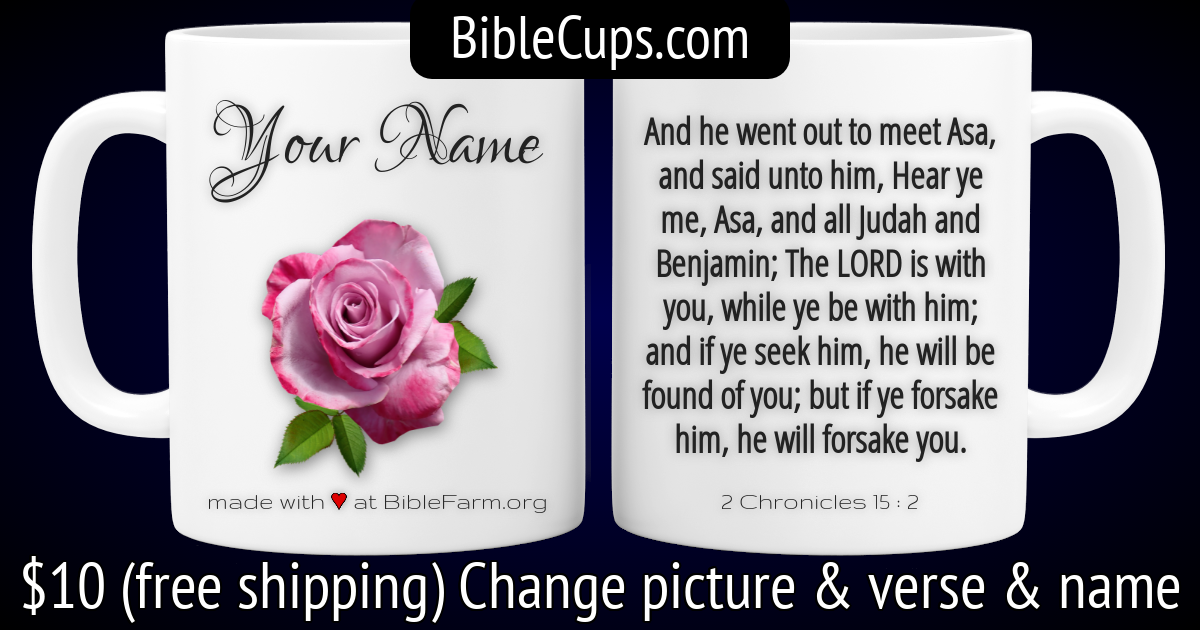 BibleCups.com
Your Name
made with ♥ at BibleFarm.org
And he went out to meet Asa,
and said unto him, Hear ye
me, Asa, and all Judah and
Benjamin; The LORD is with
you, while ye be with him;
and if ye seek him, he will be
found of you; but if ye forsake
him, he will forsake you.
2 Chronicles 15 : 2
$10 (free shipping) Change picture & verse & name